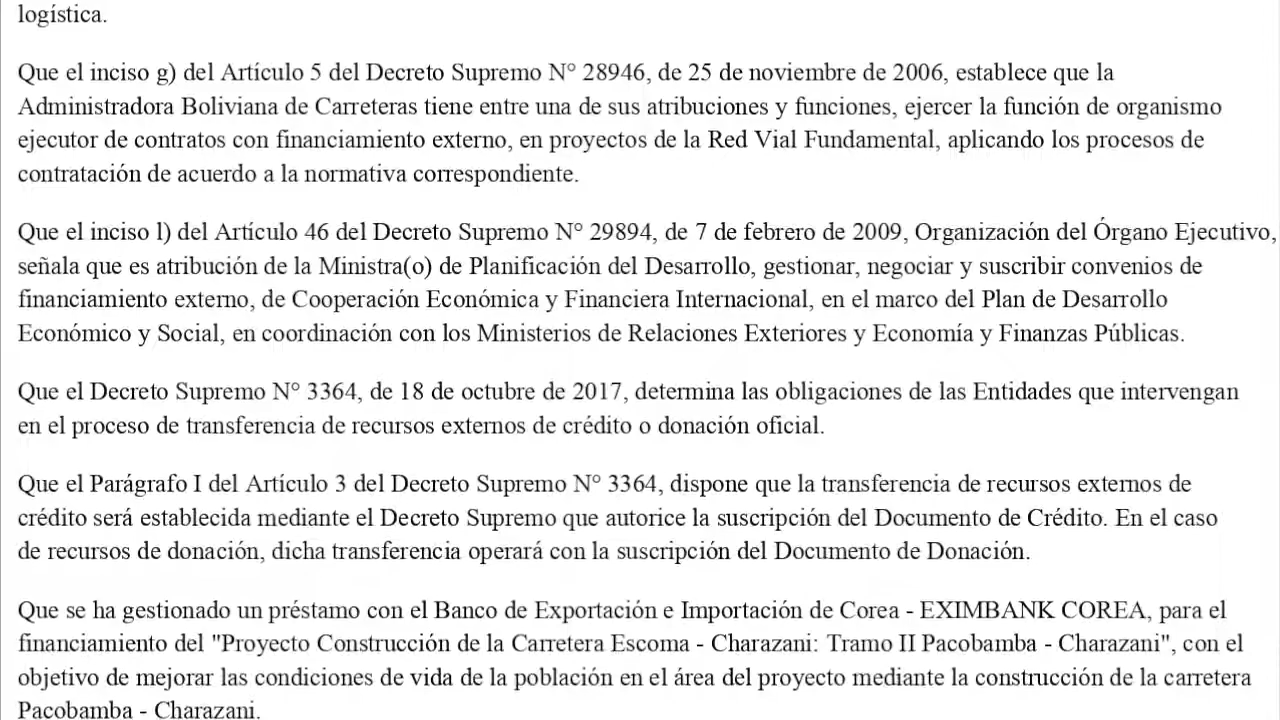 logística.
Que el inciso g) del Artículo 5 del Decreto Supremo N° 28946, de 25 de noviembre de 2006, establece que la
Administradora Boliviana de Carreteras tiene entre una de sus atribuciones y funciones, ejercer la función de organismo
ejecutor de contratos con financiamiento externo, en proyectos de la Red Vial Fundamental, aplicando los procesos de
contratación de acuerdo a la normativa correspondiente.
Que el inciso l) del Artículo 46 del Decreto Supremo N° 29894, de 7 de febrero de 2009, Organización del Órgano Ejecutivo,
señala que es atribución de la Ministra(o) de Planificación del Desarrollo, gestionar, negociar y suscribir convenios de
financiamiento externo, de Cooperación Económica y Financiera Internacional, en el marco del Plan de Desarrollo
Económico y Social, en coordinación con los Ministerios de Relaciones Exteriores y Economía y Finanzas Públicas.
Que el Decreto Supremo N° 3364, de 18 de octubre de 2017, determina las obligaciones de las Entidades que intervengan
en el proceso de transferencia de recursos externos de crédito o donación oficial.
Que el Parágrafo I del Artículo 3 del Decreto Supremo N° 3364, dispone que la transferencia de recursos externos de
crédito será establecida mediante el Decreto Supremo que autorice la suscripción del Documento de Crédito. En el caso
de recursos de donación, dicha transferencia operará con la suscripción del Documento de Donación.
Que se ha gestionado un préstamo con el Banco de Exportación e Importación de Corea - EXIMBANK COREA, para el
financiamiento del "Proyecto Construcción de la Carretera Escoma - Charazani: Tramo II Pacobamba - Charazani", con el
objetivo de mejorar las condiciones de vida de la población en el área del proyecto mediante la construcción de la carretera
Pacobamba - Charazani.